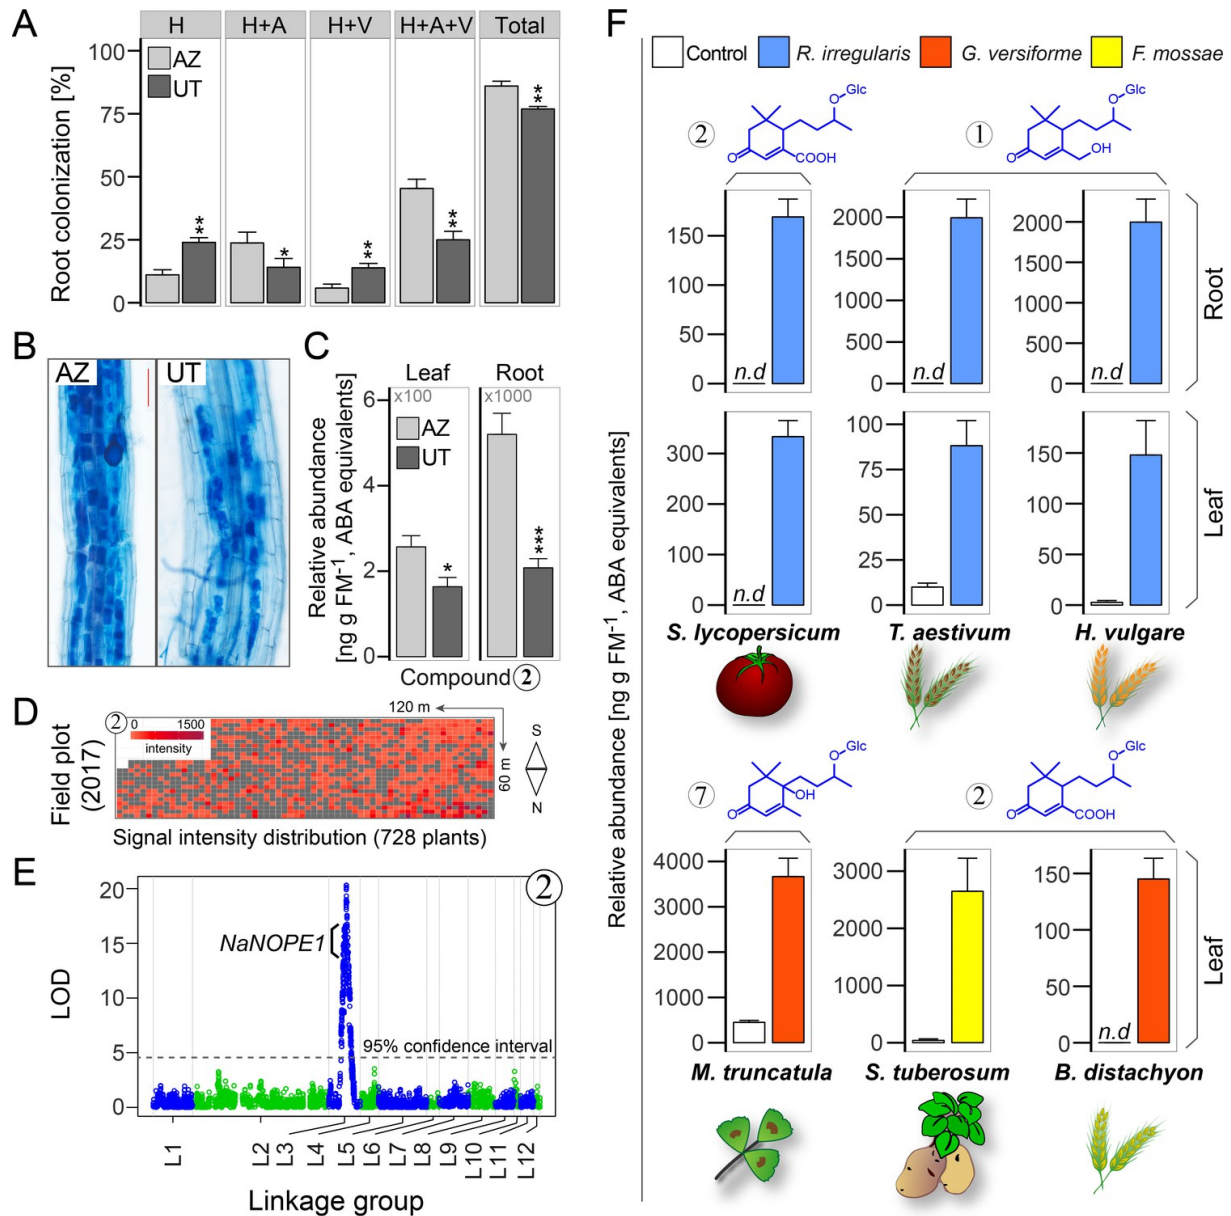 A
H
H+A
H+V
H+A+V
Total
Root colonization [%]
100
75
50
25
0
AZ
UT
**
*
**
**
**
B
AZ
UT
C
Leaf
Root
x100
x1000
Relative abundance
[ng g FM⁻¹, ABA equivalents]
6
4
2
0
AZ
UT
*
***
Compound ②
D
Field plot
(2017)
② 0 1500
intensity
120 m
60 m
S
N
Signal intensity distribution (728 plants)
E
②
LOD
20
15
10
5
0
NaNOPE1
95% confidence interval
L1
L2
L3
L4
L5
L6
L7
L8
L9
L10
L11
L12
Linkage group
F
Control
R. irregularis
G. versiforme
F. mossae
Relative abundance [ng g FM⁻¹, ABA equivalents]
②
O–Glc
O
COOH
①
O–Glc
O
OH
150
100
50
0
n.d
2000
1500
1000
500
0
n.d
2000
1500
1000
500
0
n.d
Root
300
200
100
0
n.d
100
75
50
25
0
150
100
50
0
Leaf
S. lycopersicum
T. aestivum
H. vulgare
⑦
O–Glc
O
OH
②
O–Glc
O
COOH
4000
3000
2000
1000
0
3000
2000
1000
0
150
100
50
0
n.d
Leaf
M. truncatula
S. tuberosum
B. distachyon